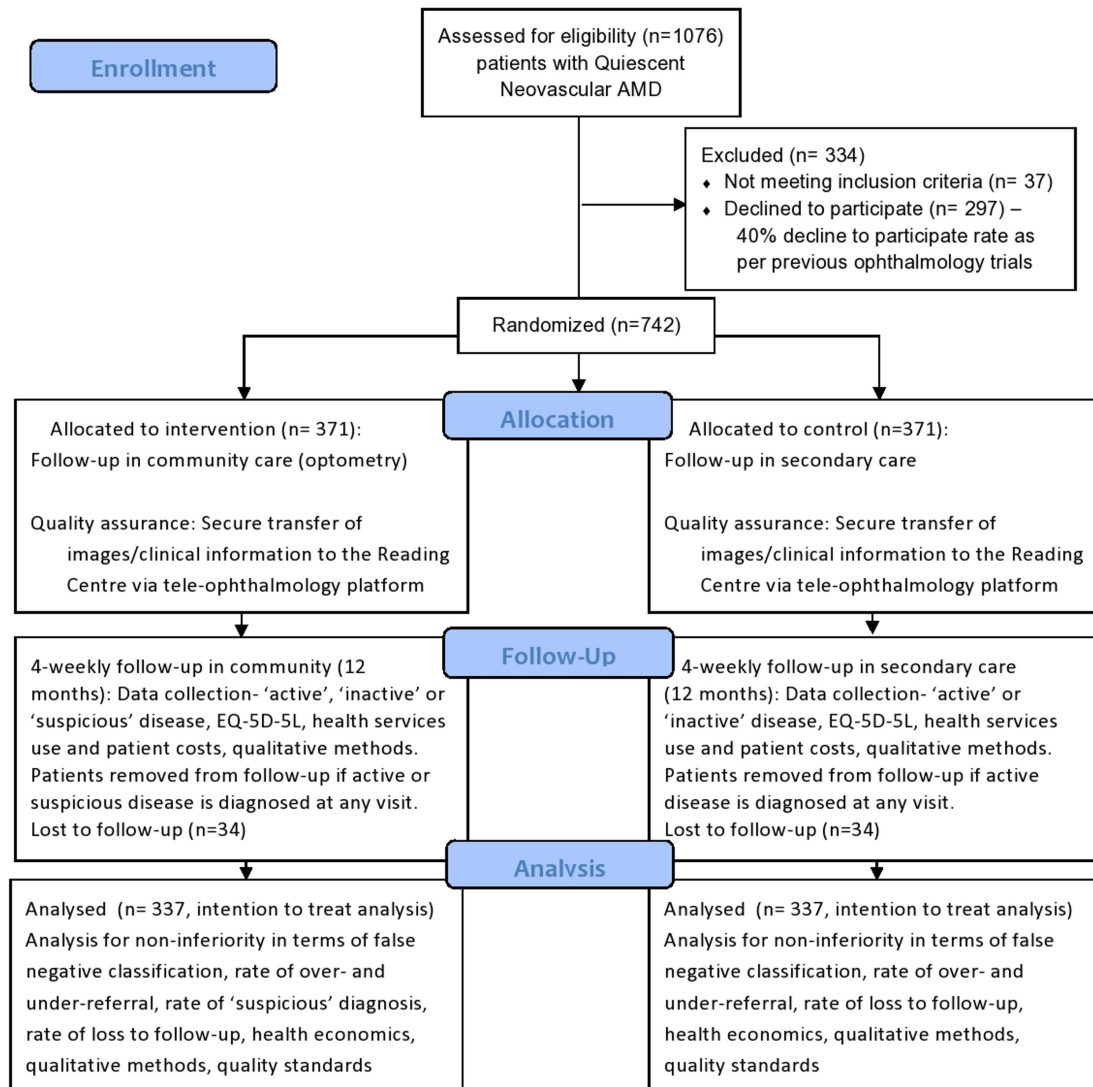 Assessed for eligibility (n=1076)
patients with Quiescent
Neovascular AMD
Enrollment
Excluded (n= 334)
♦ Not meeting inclusion criteria (n= 37)
♦ Declined to participate (n= 297) –
40% decline to participate rate as
per previous ophthalmology trials
Randomized (n=742)
Allocation
Allocated to intervention (n= 371):
Follow-up in community care (optometry)
Quality assurance: Secure transfer of
images/clinical information to the Reading
Centre via tele-ophthalmology platform
Allocated to control (n=371):
Follow-up in secondary care
Quality assurance: Secure transfer of
images/clinical information to the Reading
Centre via tele-ophthalmology platform
Follow-Up
4-weekly follow-up in community (12
months): Data collection- ‘active’, ‘inactive’ or
‘suspicious’ disease, EQ-5D-5L, health services
use and patient costs, qualitative methods.
Patients removed from follow-up if active or
suspicious disease is diagnosed at any visit.
Lost to follow-up (n=34)
4-weekly follow-up in secondary care
(12 months): Data collection- ‘active’ or
‘inactive’ disease, EQ-5D-5L, health services
use and patient costs, qualitative methods.
Patients removed from follow-up if active
disease is diagnosed at any visit.
Lost to follow-up (n=34)
Analysis
Analysed (n= 337, intention to treat analysis)
Analysis for non-inferiority in terms of false
negative classification, rate of over- and
under-referral, rate of ‘suspicious’ diagnosis,
rate of loss to follow-up, health economics,
qualitative methods, quality standards
Analysed (n= 337, intention to treat analysis)
Analysis for non-inferiority in terms of false
negative classification, rate of over- and
under-referral, rate of loss to follow-up,
health economics, qualitative methods,
quality standards